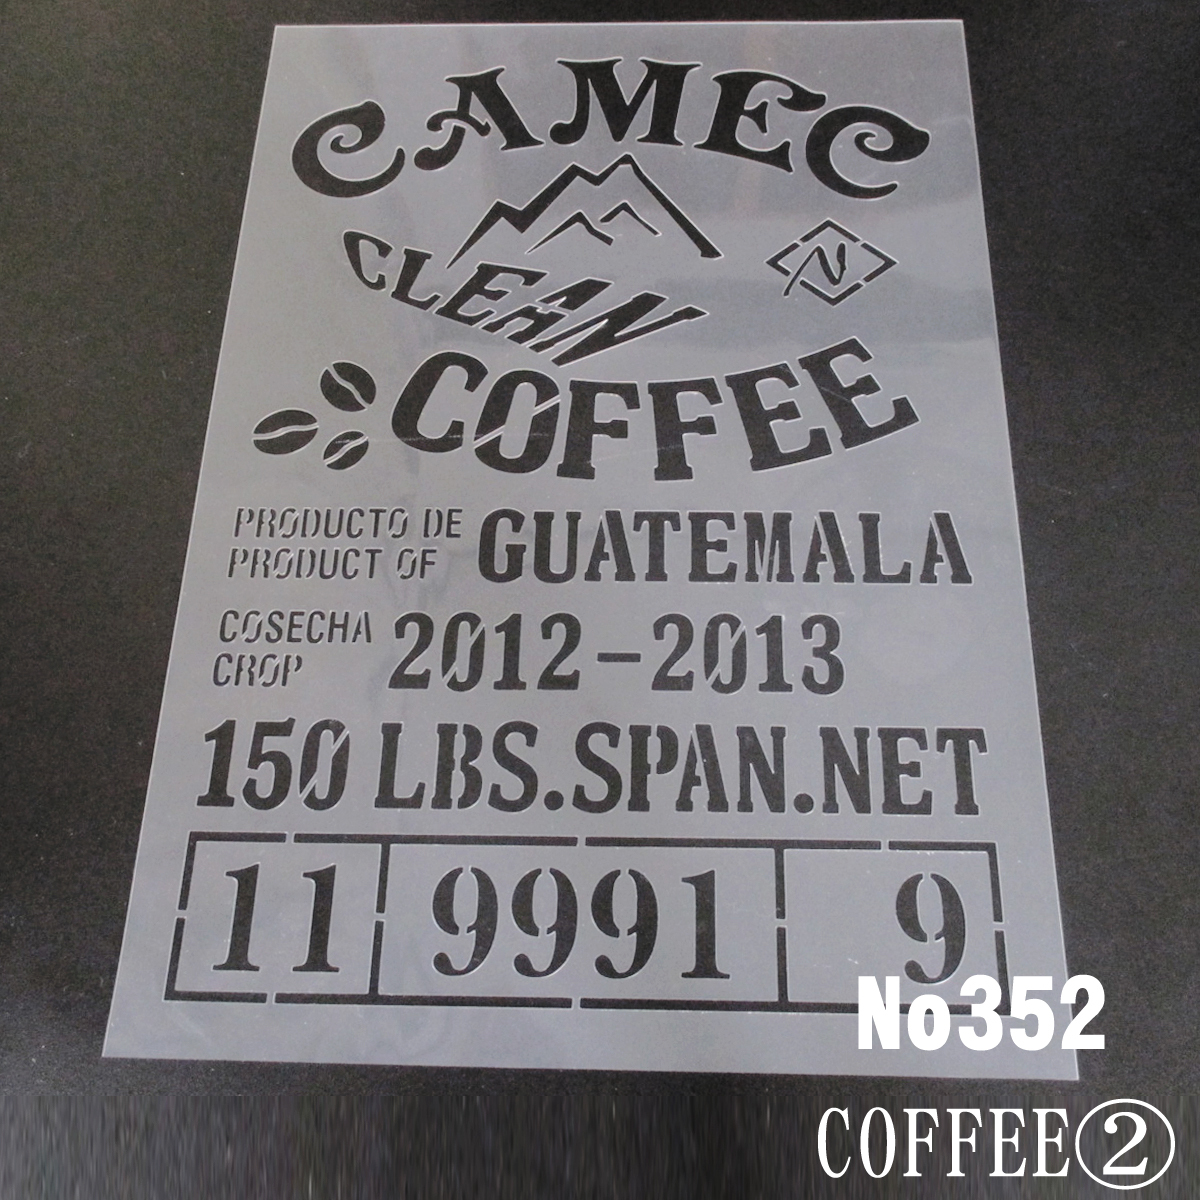 CAMEC
N
CLEAN
COFFEE
PRODUCTO DE
PRODUCT OF
GUATEMALA
COSECHA
CROP
2012-2013
150 LBS.SPAN.NET
11 9991 9
No352
COFFEE②